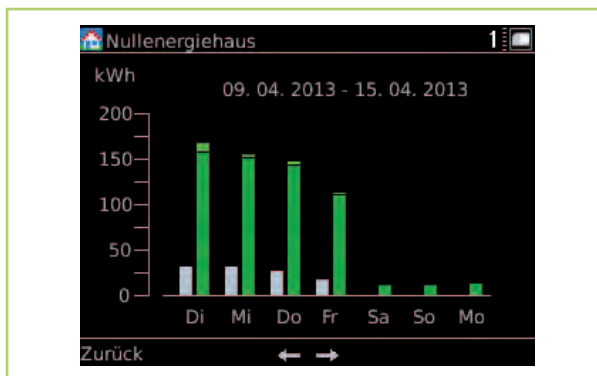 Nullenergiehaus 1
kWh
09. 04. 2013 - 15. 04. 2013
200
150
100
50
0
Di Mi Do Fr Sa So Mo
Zurück